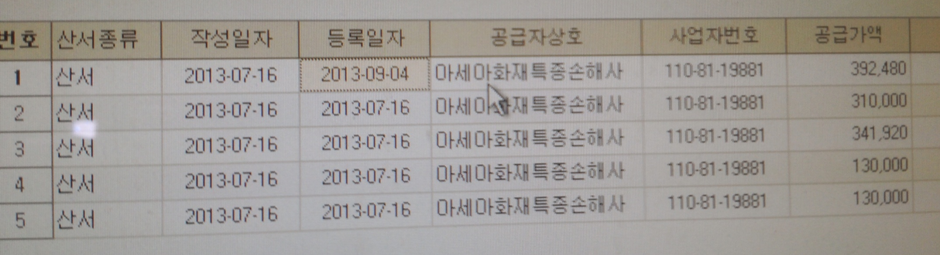 번호 산서종류 작성일자 등록일자 공급자상호 사업자번호 공급가액
1 산서 2013-07-16 2013-09-04 아세아화재특종손해사 110-81-19881 392,480
2 산서 2013-07-16 2013-07-16 아세아화재특종손해사 110-81-19881 310,000
3 산서 2013-07-16 2013-07-16 아세아화재특종손해사 110-81-19881 341,920
4 산서 2013-07-16 2013-07-16 아세아화재특종손해사 110-81-19881 130,000
5 산서 2013-07-16 2013-07-16 아세아화재특종손해사 110-81-19881 130,000